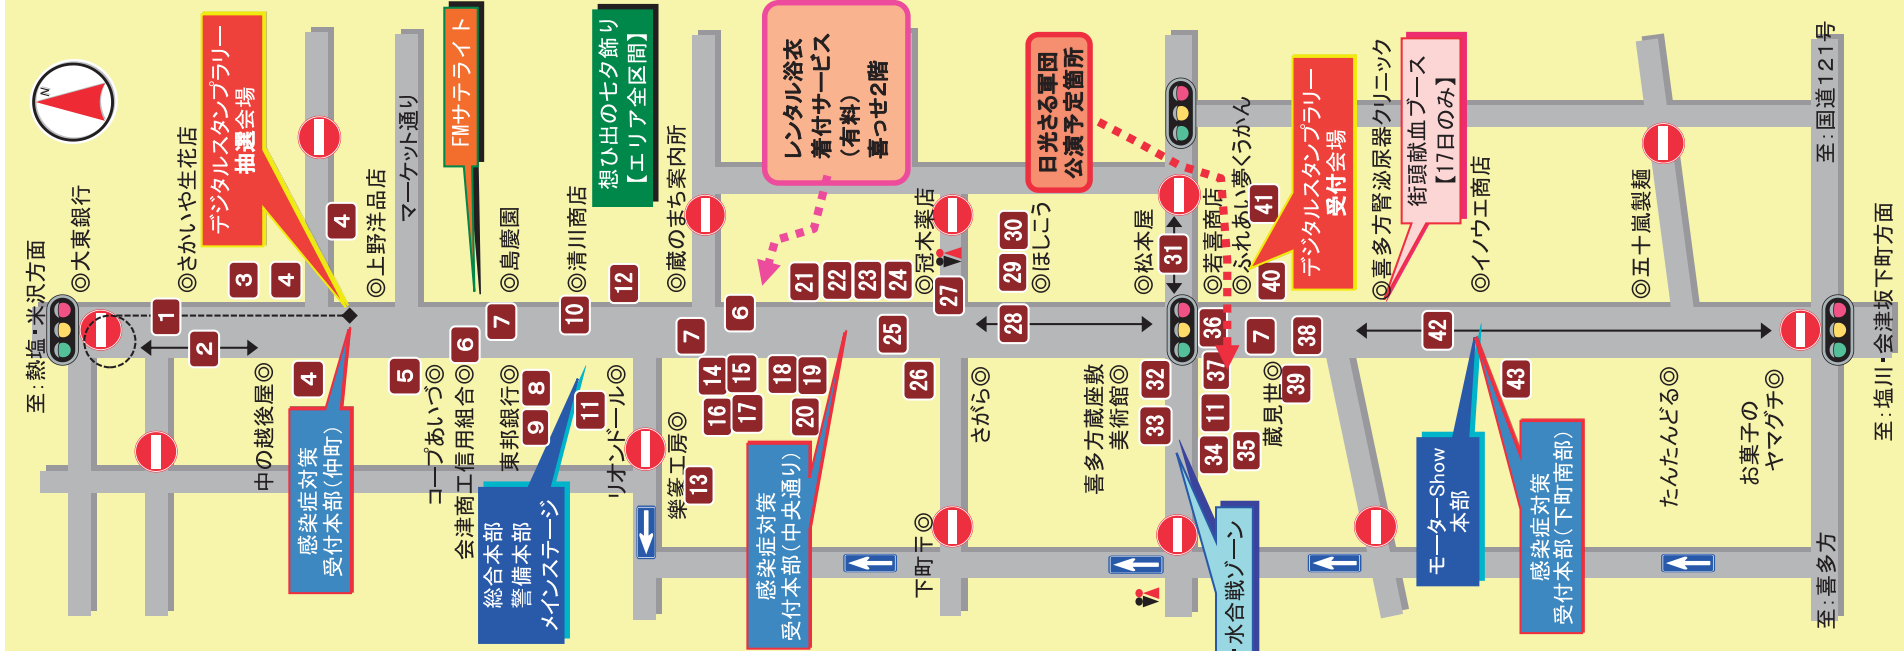 N
至:熱塩・米沢方面
◎大東銀行
1
2
◎さかいや生花店
3
4
デジタルスタンプラリー
抽選会場
4
◎上野洋品店
マーケット通り
中の越後屋◎
4
感染症対策
受付本部(仲町)
5
コープあいづ◎
6
会津商工信用組合◎
FMサテライト
7
◎島慶園
東邦銀行◎
8
9
総合本部
警備本部
メインステージ
10
◎清川商店
11
リオンドール◎
想ひ出の七夕飾り
【エリア全区間】
12
◎蔵のまち案内所
7
樂篆工房◎
13
6
14
15
16
17
18
19
20
レンタル浴衣
着付サービス
(有料)
喜っせ2階
21
22
23
24
感染症対策
受付本部(中央通り)
25
26
◎冠木薬店
27
下町〒◎
さがら◎
28
29
30
◎ほしこう
日光さる軍団
公演予定箇所
喜多方蔵座敷
美術館◎
◎松本屋
31
32
33
◎若喜商店
36
37
11
34
35
水合戦ゾーン
◎ふれあい夢くうかん
41
40
7
蔵見世◎
39
38
デジタルスタンプラリー
受付会場
◎喜多方腎泌尿器クリニック
街頭献血ブース
【17日のみ】
42
モーターShow
本部
◎イノウエ商店
43
感染症対策
受付本部(下町南部)
◎五十嵐製麺
たんたんどる◎
お菓子の
ヤマグチ◎
至:国道121号
至:喜多方
至:塩川・会津坂下町方面